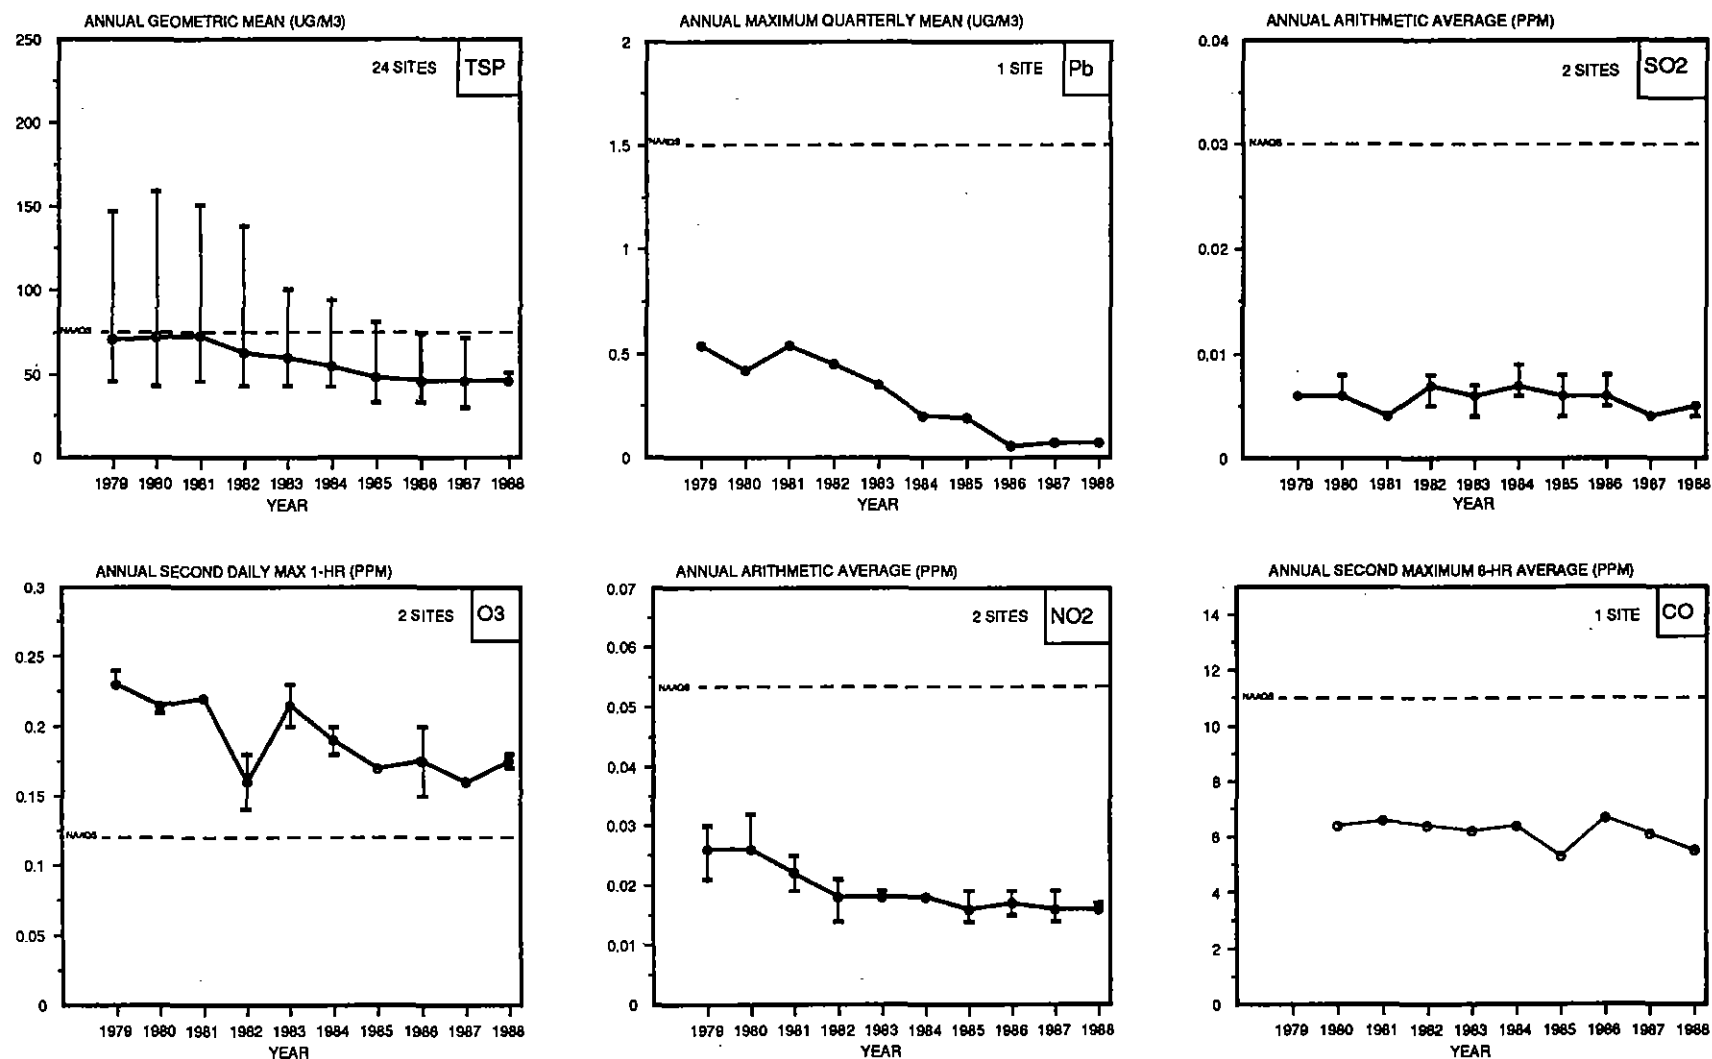 ANNUAL GEOMETRIC MEAN (UG/M3)
250
200
150
100
50
0
24 SITES
TSP
NAAQS
1979 1980 1981 1982 1983 1984 1985 1986 1987 1988
YEAR
ANNUAL MAXIMUM QUARTERLY MEAN (UG/M3)
2
1.5
1
0.5
0
1 SITE
Pb
NAAQS
1979 1980 1981 1982 1983 1984 1985 1986 1987 1988
YEAR
ANNUAL ARITHMETIC AVERAGE (PPM)
0.04
0.03
0.02
0.01
0
2 SITES
SO2
NAAQS
1979 1980 1981 1982 1983 1984 1985 1986 1987 1988
YEAR
ANNUAL SECOND DAILY MAX 1-HR (PPM)
0.3
0.25
0.2
0.15
0.1
0.05
0
2 SITES
O3
NAAQS
1979 1980 1981 1982 1983 1984 1985 1986 1987 1988
YEAR
ANNUAL ARITHMETIC AVERAGE (PPM)
0.07
0.06
0.05
0.04
0.03
0.02
0.01
0
2 SITES
NO2
NAAQS
1979 1980 1981 1982 1983 1984 1985 1986 1987 1988
YEAR
ANNUAL SECOND MAXIMUM 8-HR AVERAGE (PPM)
14
12
10
8
6
4
2
0
1 SITE
CO
NAAQS
1979 1980 1981 1982 1983 1984 1985 1986 1987 1988
YEAR